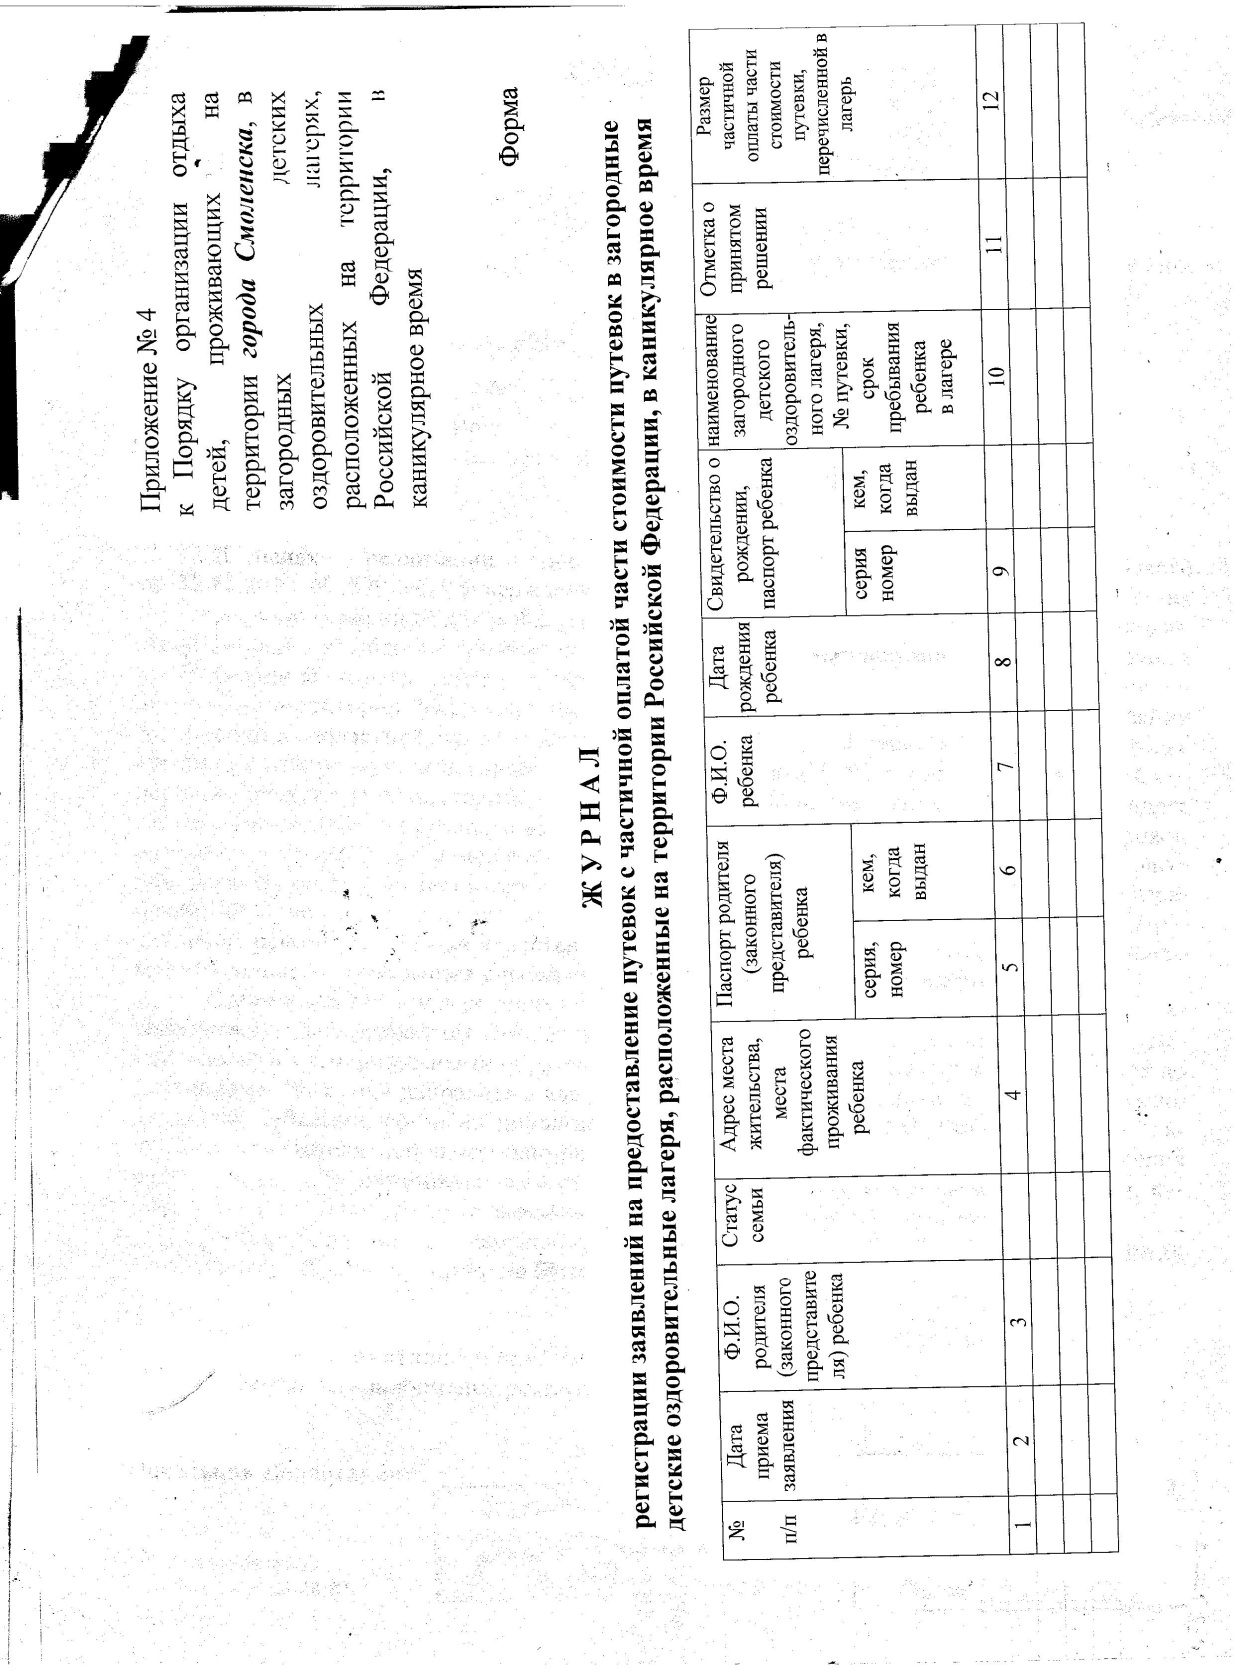 Приложение № 4
к Порядку организации отдыха
детей, проживающих на
территории города Смоленска, в
загородных детских
оздоровительных лагерях,
расположенных на территории
Российской Федерации, в
каникулярное время
Форма
Ж У Р Н А Л
регистрации заявлений на предоставление путевок с частичной оплатой части стоимости путевок в загородные
детские оздоровительные лагеря, расположенные на территории Российской Федерации, в каникулярное время
№
п/п
Дата
приема
заявления
Ф.И.О.
родителя
(законного
представите
ля) ребенка
Статус
семьи
Адрес места
жительства,
места
фактического
проживания
ребенка
Паспорт родителя
(законного
представителя)
ребенка
серия,
номер
кем,
когда
выдан
Ф.И.О.
ребенка
Дата
рождения
ребенка
Свидетельство о
рождении,
паспорт ребенка
серия
номер
кем,
когда
выдан
наименование
загородного
детского
оздоровитель-
ного лагеря,
№ путевки,
срок
пребывания
ребенка
в лагере
Отметка о
принятом
решении
Размер
частичной
оплаты части
стоимости
путевки,
перечисленной в
лагерь
1 2 3 4 5 6 7 8 9 10 11 12